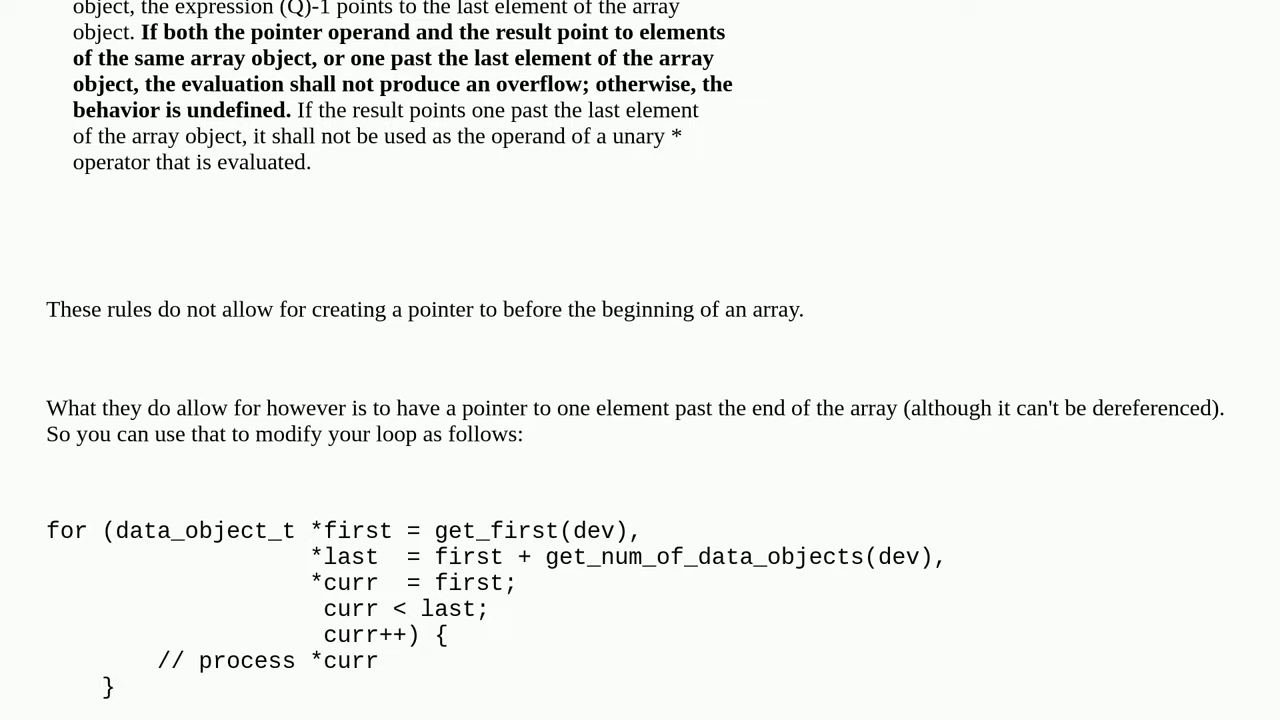 object, the expression (Q)-1 points to the last element of the array
object. If both the pointer operand and the result point to elements
of the same array object, or one past the last element of the array
object, the evaluation shall not produce an overflow; otherwise, the
behavior is undefined. If the result points one past the last element
of the array object, it shall not be used as the operand of a unary *
operator that is evaluated.
These rules do not allow for creating a pointer to before the beginning of an array.
What they do allow for however is to have a pointer to one element past the end of the array (although it can't be dereferenced).
So you can use that to modify your loop as follows:
for (data_object_t *first = get_first(dev),
                   *last  = first + get_num_of_data_objects(dev),
                   *curr  = first;
                    curr < last;
                    curr++) {
        // process *curr
    }